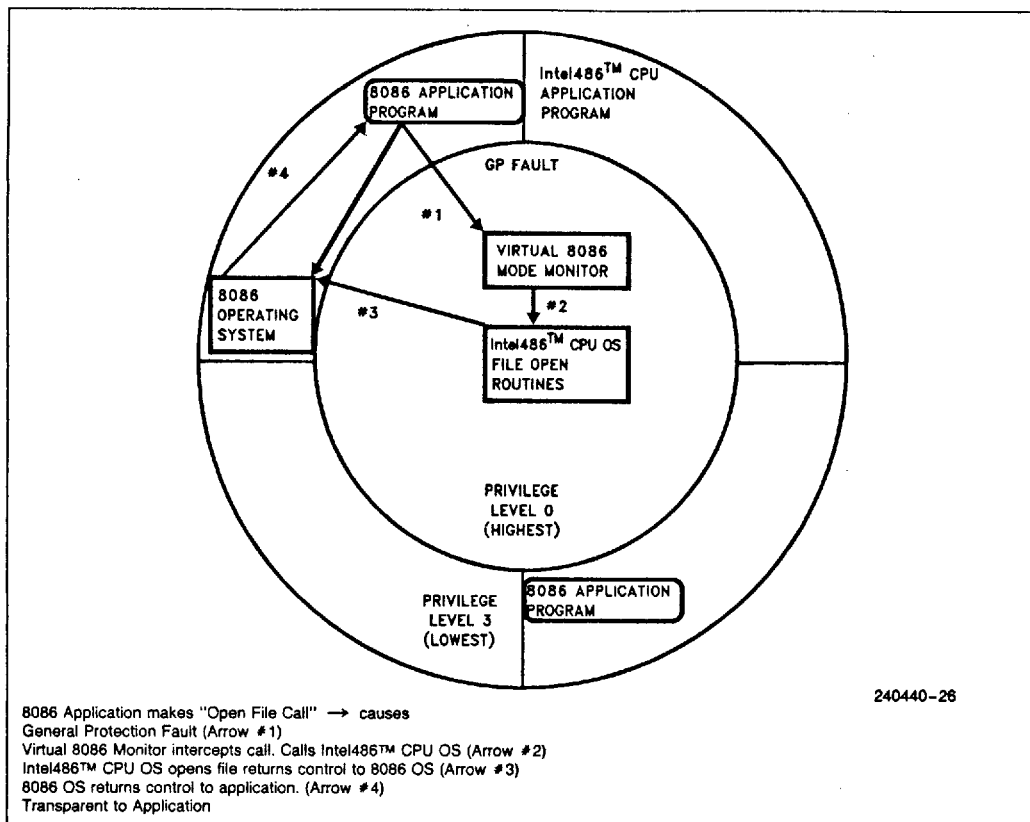 8086 APPLICATION
PROGRAM
Intel486™ CPU
APPLICATION
PROGRAM
GP FAULT
#4
#1
VIRTUAL 8086
MODE MONITOR
8086
OPERATING
SYSTEM
#3
#2
Intel486™ CPU OS
FILE OPEN
ROUTINES
PRIVILEGE
LEVEL 0
(HIGHEST)
PRIVILEGE
LEVEL 3
(LOWEST)
8086 APPLICATION
PROGRAM
240440-26
8086 Application makes "Open File Call" → causes
General Protection Fault (Arrow #1)
Virtual 8086 Monitor intercepts call. Calls Intel486™ CPU OS (Arrow #2)
Intel486™ CPU OS opens file returns control to 8086 OS (Arrow #3)
8086 OS returns control to application. (Arrow #4)
Transparent to Application